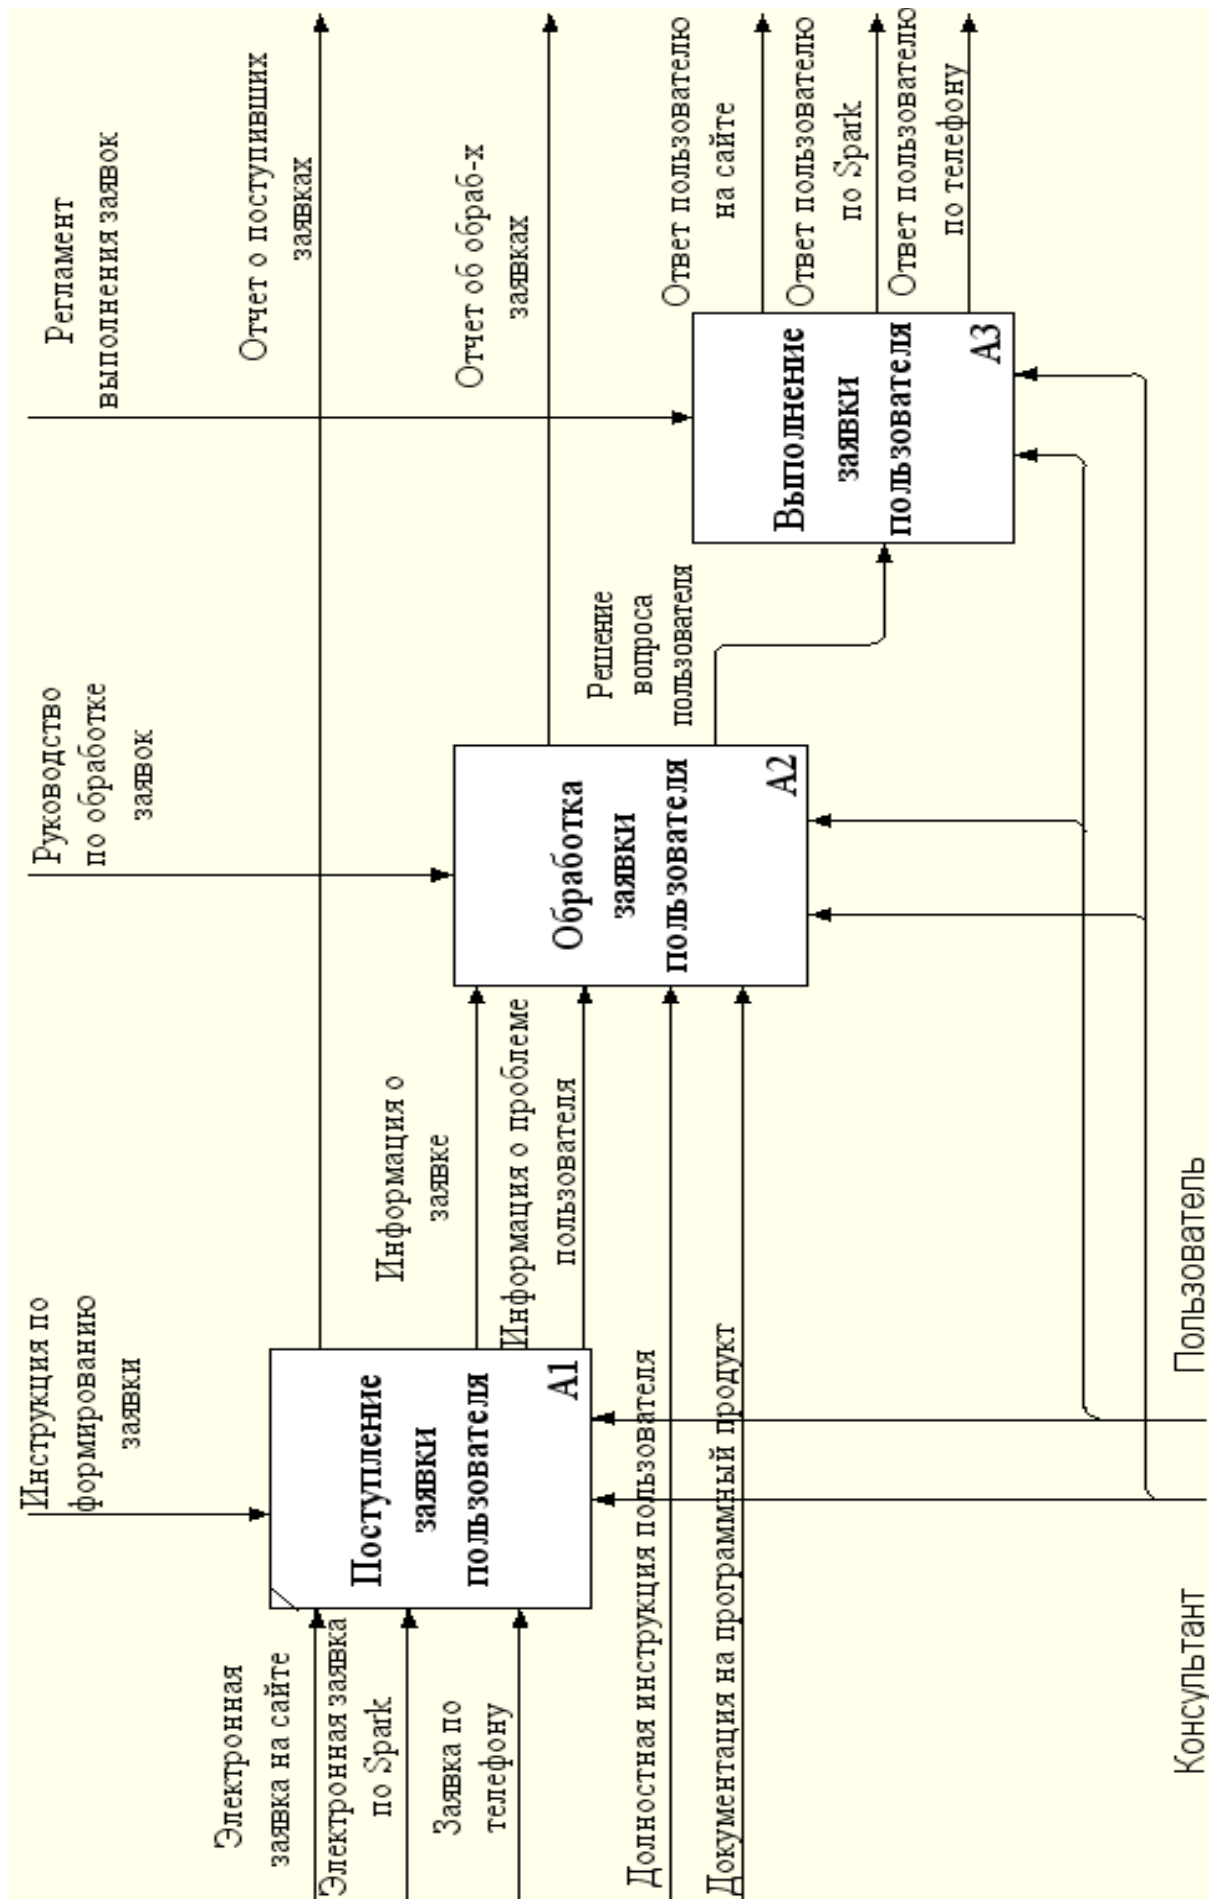 Инструкция по
формированию
заявки
Руководство
по обработке
заявок
Регламент
выполнения заявок
Отчет о поступивших
заявках
Электронная
заявка на сайте
Электронная заявка
по Spark
Заявка по
телефону
Поступление
заявки
пользователя
A1
Информация о
заявке
Информация о проблеме
пользователя
Отчет об обраб-х
заявках
Обработка
заявки
пользователя
A2
Решение
вопроса
пользователя
Ответ пользователю
на сайте
Ответ пользователю
по Spark
Ответ пользователю
по телефону
Выполнение
заявки
пользователя
A3
Долностная инструкция пользователя
Документация на программный продукт
Консультант
Пользователь